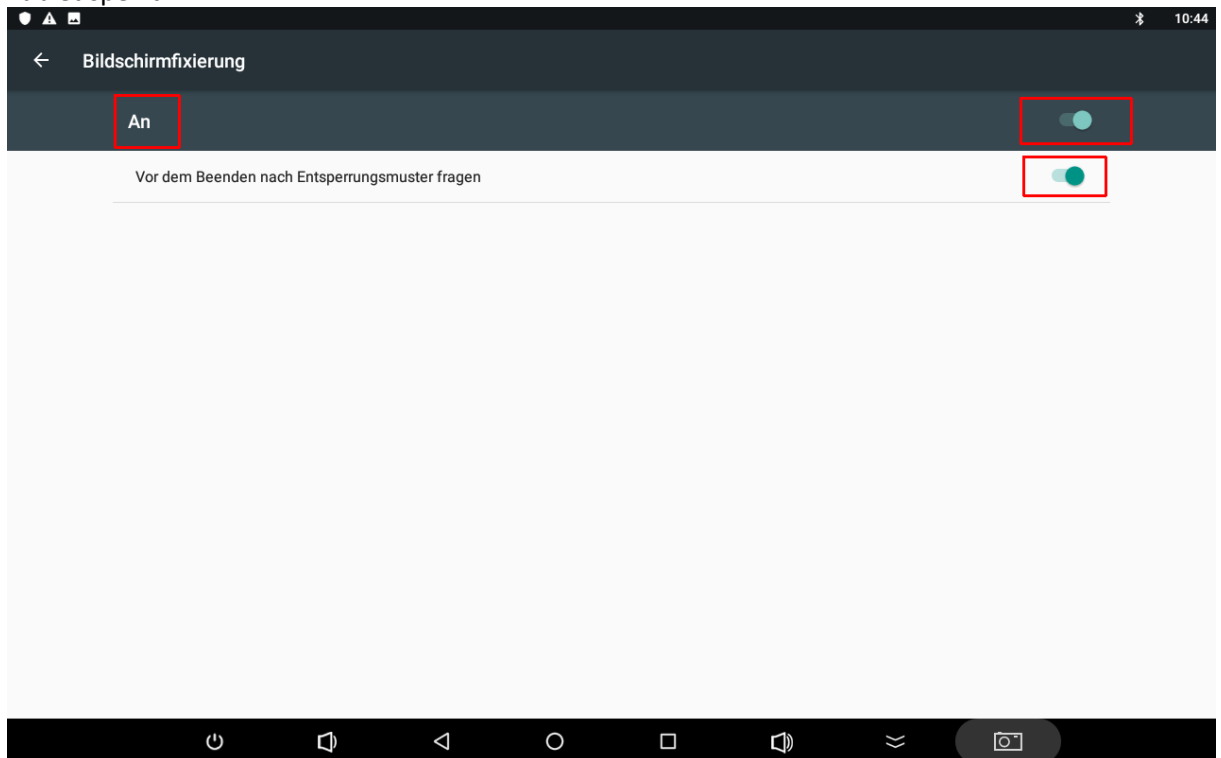 10:44
Bildschirmfixierung
An
Vor dem Beenden nach Entsperrungsmuster fragen